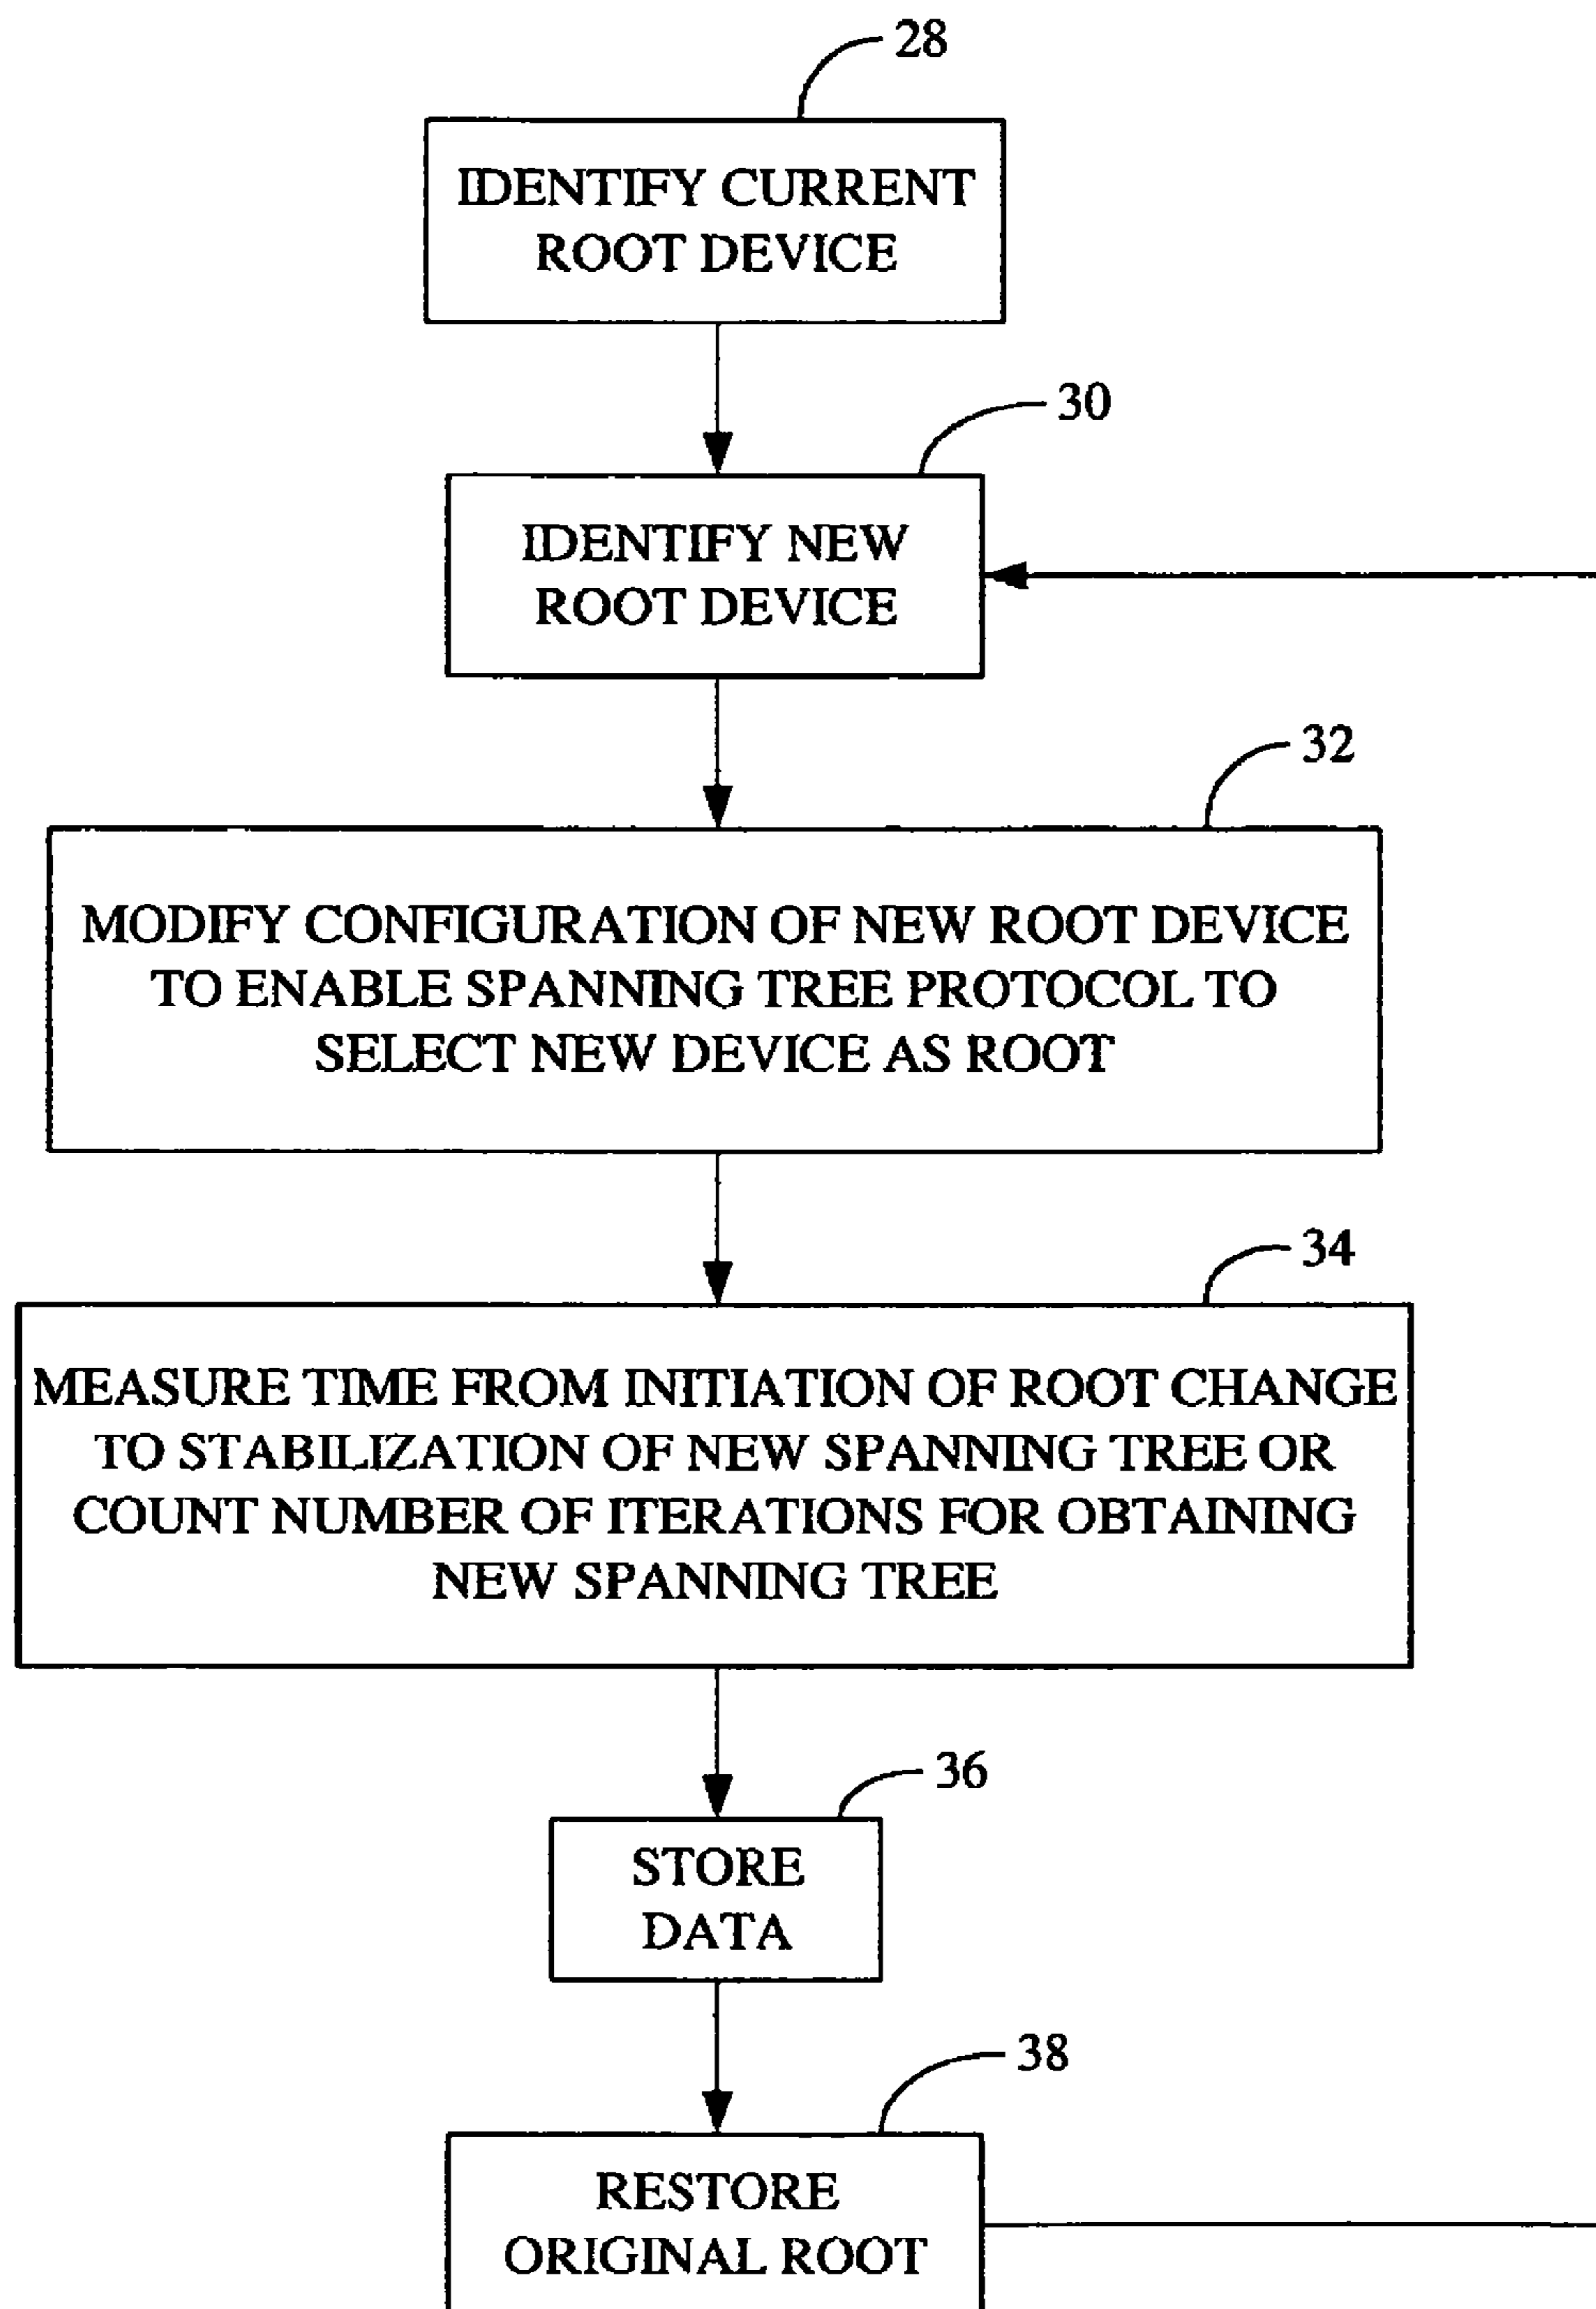 28
IDENTIFY CURRENT
ROOT DEVICE
30
IDENTIFY NEW
ROOT DEVICE
32
MODIFY CONFIGURATION OF NEW ROOT DEVICE
TO ENABLE SPANNING TREE PROTOCOL TO
SELECT NEW DEVICE AS ROOT
34
MEASURE TIME FROM INITIATION OF ROOT CHANGE
TO STABILIZATION OF NEW SPANNING TREE OR
COUNT NUMBER OF ITERATIONS FOR OBTAINING
NEW SPANNING TREE
36
STORE
DATA
38
RESTORE
ORIGINAL ROOT